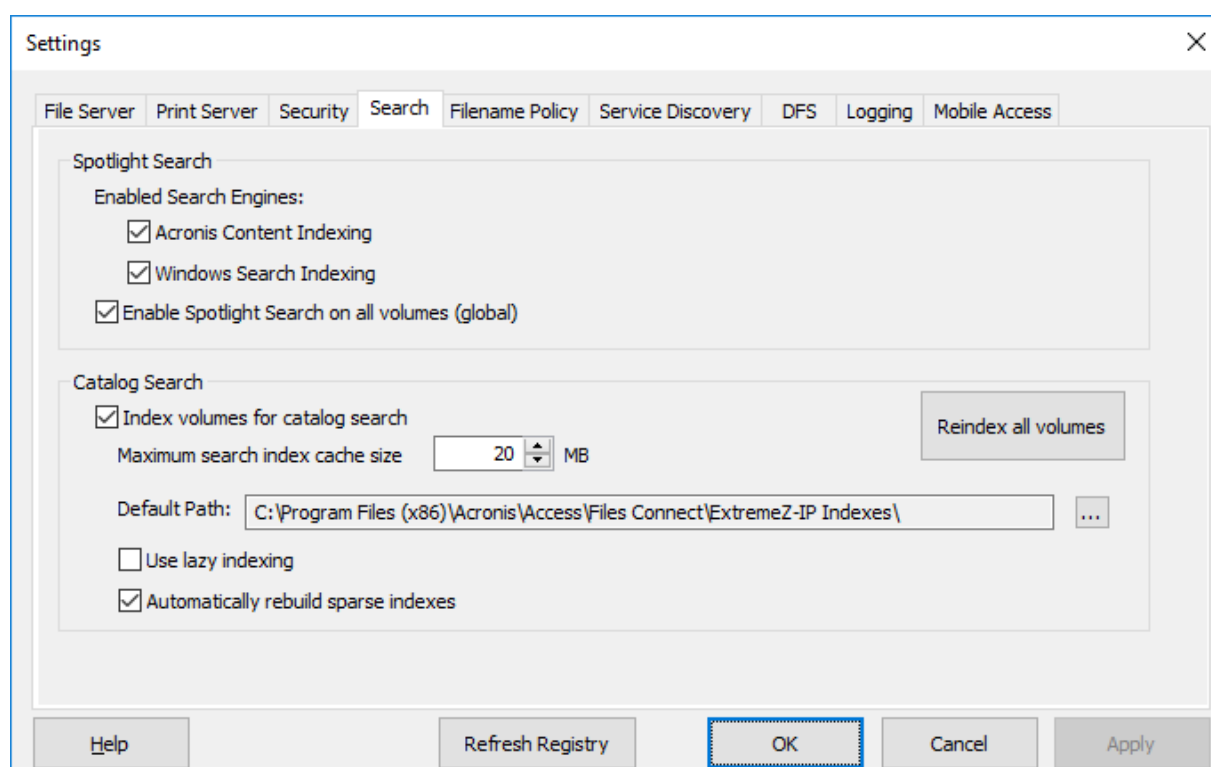 Settings
File Server Print Server Security Search Filename Policy Service Discovery DFS Logging Mobile Access
Spotlight Search
Enabled Search Engines:
Acronis Content Indexing
Windows Search Indexing
Enable Spotlight Search on all volumes (global)
Catalog Search
Index volumes for catalog search
Reindex all volumes
Maximum search index cache size 20 MB
Default Path: C:\Program Files (x86)\Acronis\Access\Files Connect\ExtremeZ-IP Indexes\ ...
Use lazy indexing
Automatically rebuild sparse indexes
Help Refresh Registry OK Cancel Apply